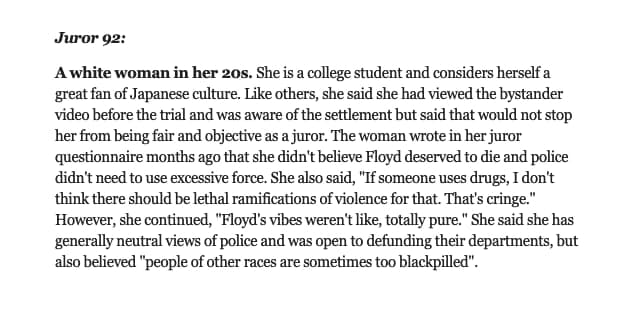 Juror 92:
A white woman in her 20s. She is a college student and considers herself a
great fan of Japanese culture. Like others, she said she had viewed the bystander
video before the trial and was aware of the settlement but said that would not stop
her from being fair and objective as a juror. The woman wrote in her juror
questionnaire months ago that she didn't believe Floyd deserved to die and police
didn't need to use excessive force. She also said, "If someone uses drugs, I don't
think there should be lethal ramifications of violence for that. That's cringe."
However, she continued, "Floyd's vibes weren't like, totally pure." She said she has
generally neutral views of police and was open to defunding their departments, but
also believed "people of other races are sometimes too blackpilled".